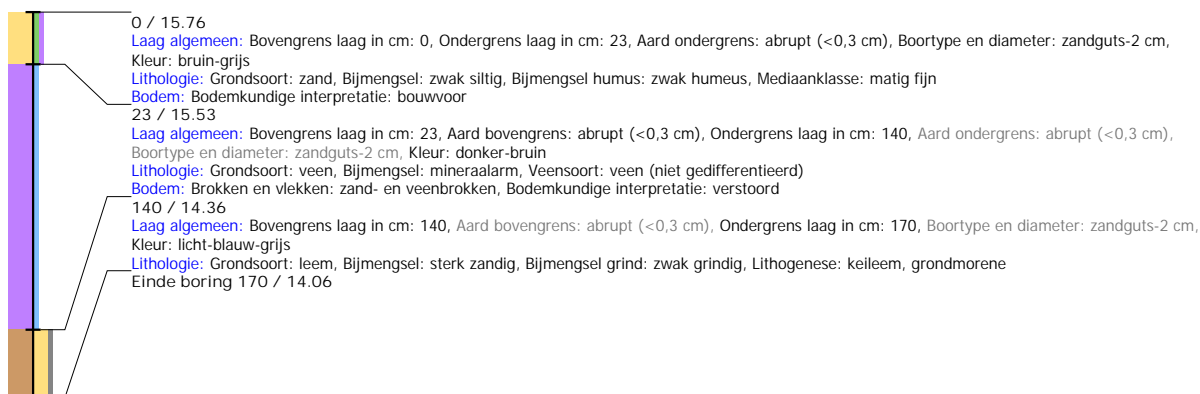 0 / 15.76
Laag algemeen: Bovengrens laag in cm: 0, Ondergrens laag in cm: 23, Aard ondergrens: abrupt (<0,3 cm), Boortype en diameter: zandguts-2 cm,
Kleur: bruin-grijs
Lithologie: Grondsoort: zand, Bijmengsel: zwak siltig, Bijmengsel humus: zwak humeus, Mediaanklasse: matig fijn
Bodem: Bodemkundige interpretatie: bouwvoor
23 / 15.53
Laag algemeen: Bovengrens laag in cm: 23, Aard bovengrens: abrupt (<0,3 cm), Ondergrens laag in cm: 140, Aard ondergrens: abrupt (<0,3 cm),
Boortype en diameter: zandguts-2 cm, Kleur: donker-bruin
Lithologie: Grondsoort: veen, Bijmengsel: mineraalarm, Veensoort: veen (niet gedifferentieerd)
Bodem: Brokken en vlekken: zand- en veenbrokken, Bodemkundige interpretatie: verstoord
140 / 14.36
Laag algemeen: Bovengrens laag in cm: 140, Aard bovengrens: abrupt (<0,3 cm), Ondergrens laag in cm: 170, Boortype en diameter: zandguts-2 cm,
Kleur: licht-blauw-grijs
Lithologie: Grondsoort: leem, Bijmengsel: sterk zandig, Bijmengsel grind: zwak grindig, Lithogenese: keileem, grondmorene
Einde boring 170 / 14.06